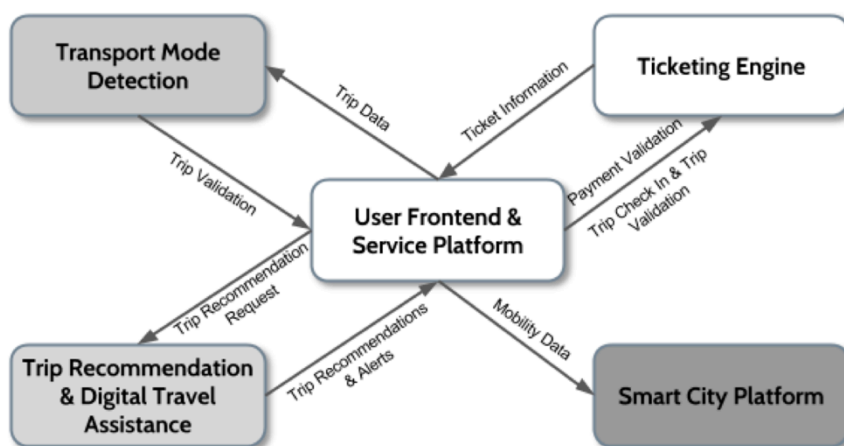 Transport Mode
Detection
Ticketing Engine
Trip Data
Ticket Information
Trip Validation
Payment Validation
Trip Check In & Trip
Validation
User Frontend &
Service Platform
Trip Recommendation
Request
Trip Recommendations
& Alerts
Mobility Data
Trip Recommendation
& Digital Travel
Assistance
Smart City Platform